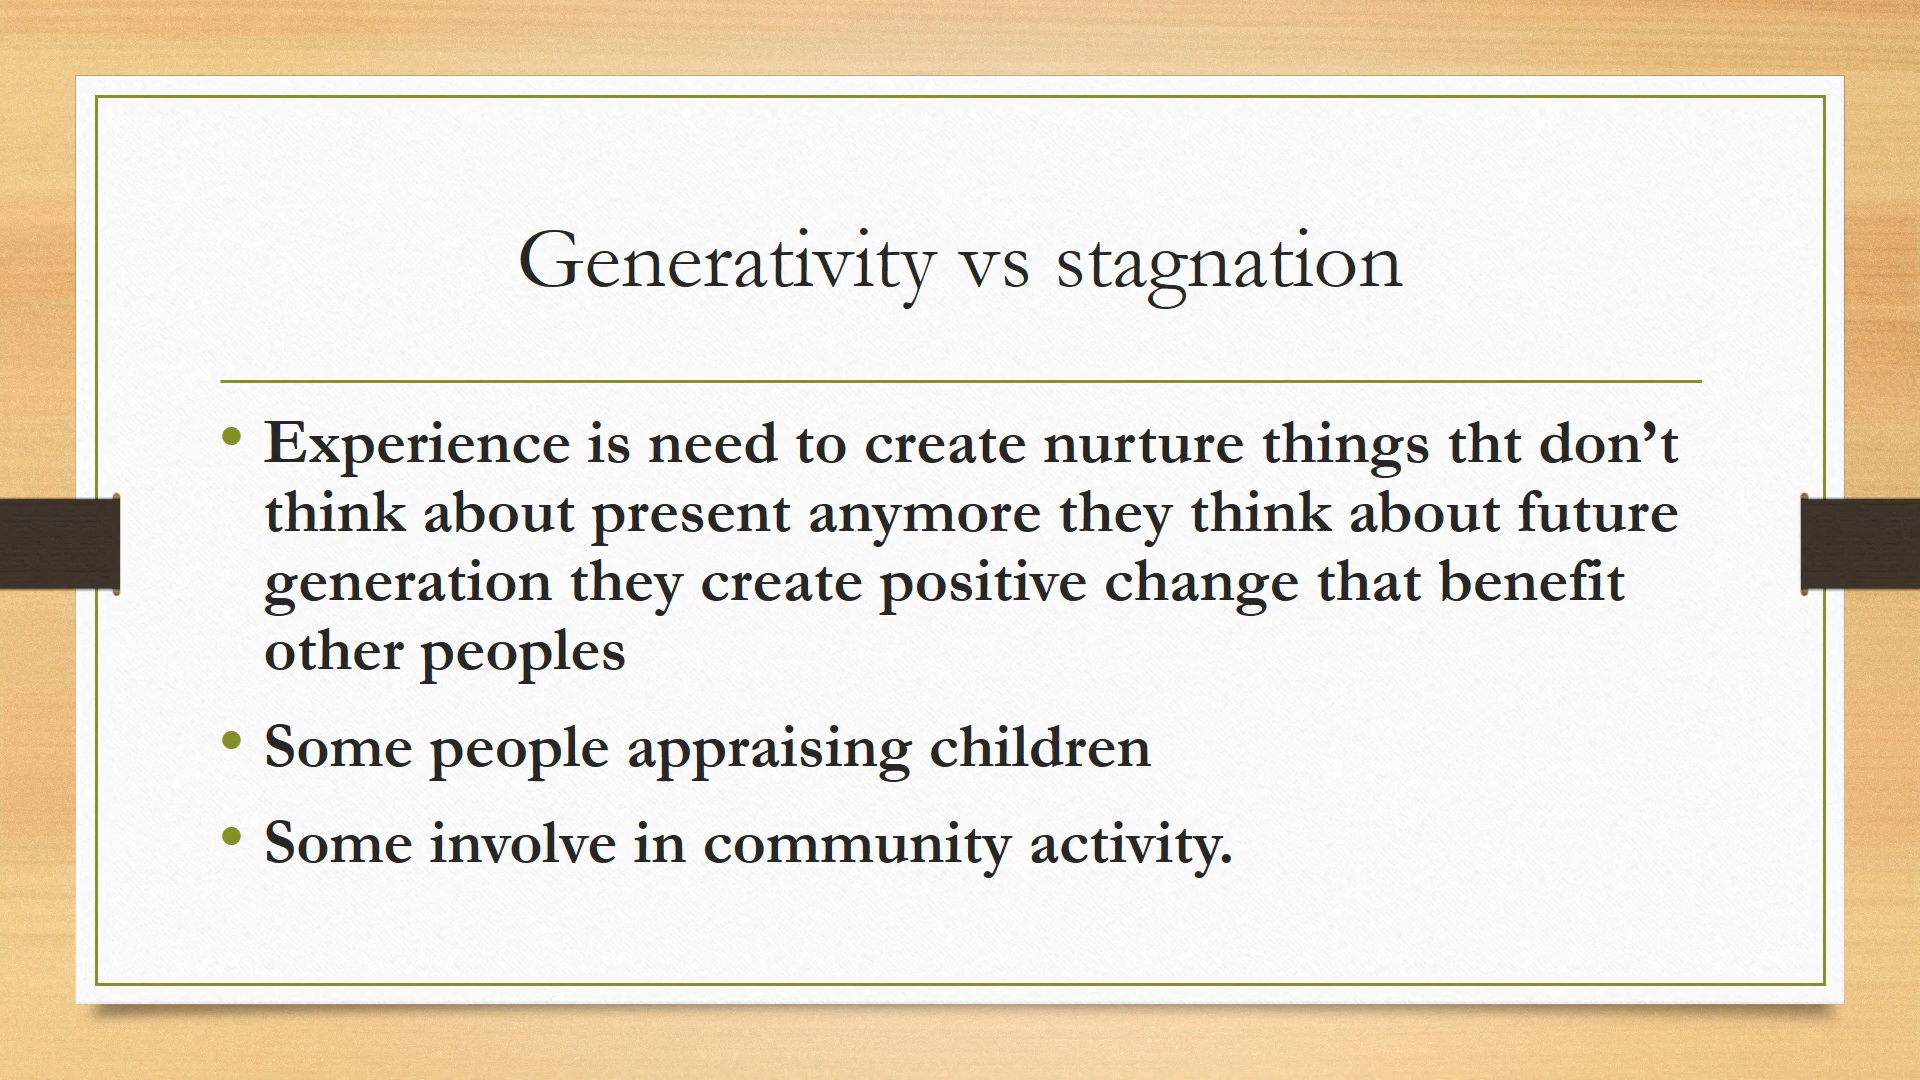 Generativity vs stagnation
• Experience is need to create nurture things tht don’t
think about present anymore they think about future
generation they create positive change that benefit
other peoples
• Some people appraising children
• Some involve in community activity.